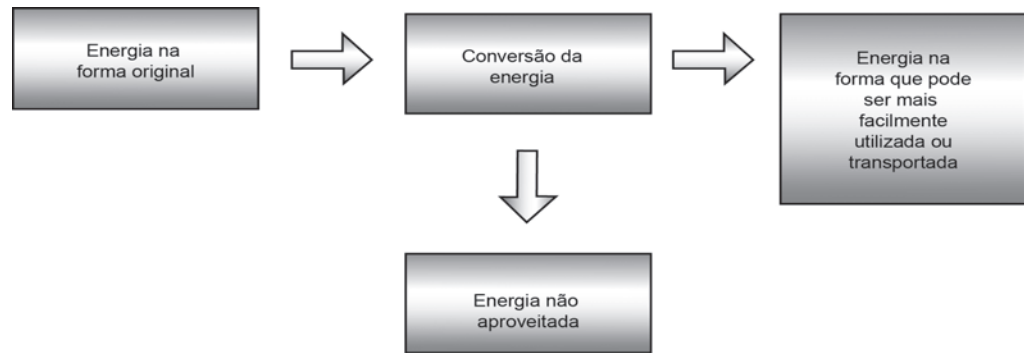 Energia na
forma original
Conversão da
energia
Energia na
forma que pode
ser mais
facilmente
utilizada ou
transportada
Energia não
aproveitada